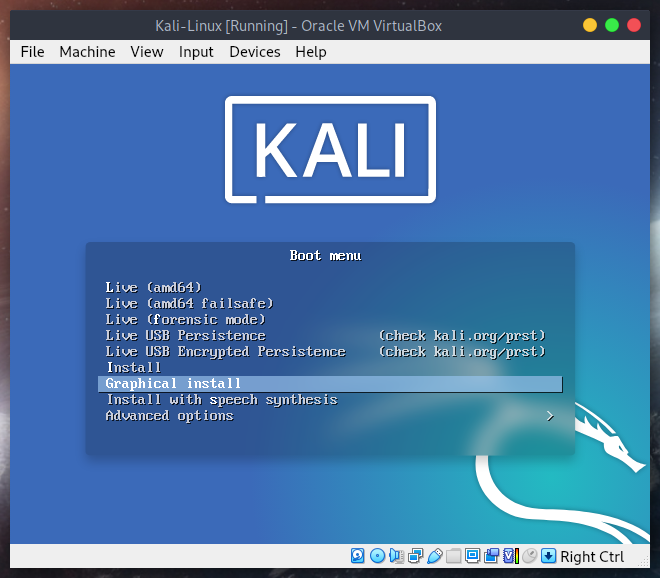 Kali-Linux [Running] - Oracle VM VirtualBox
File Machine View Input Devices Help
KALI
Boot menu
Live (amd64)
Live (amd64 failsafe)
Live (forensic mode)
Live USB Persistence (check kali.org/prst)
Live USB Encrypted Persistence (check kali.org/prst)
Install
Graphical install
Install with speech synthesis
Advanced options >
Right Ctrl